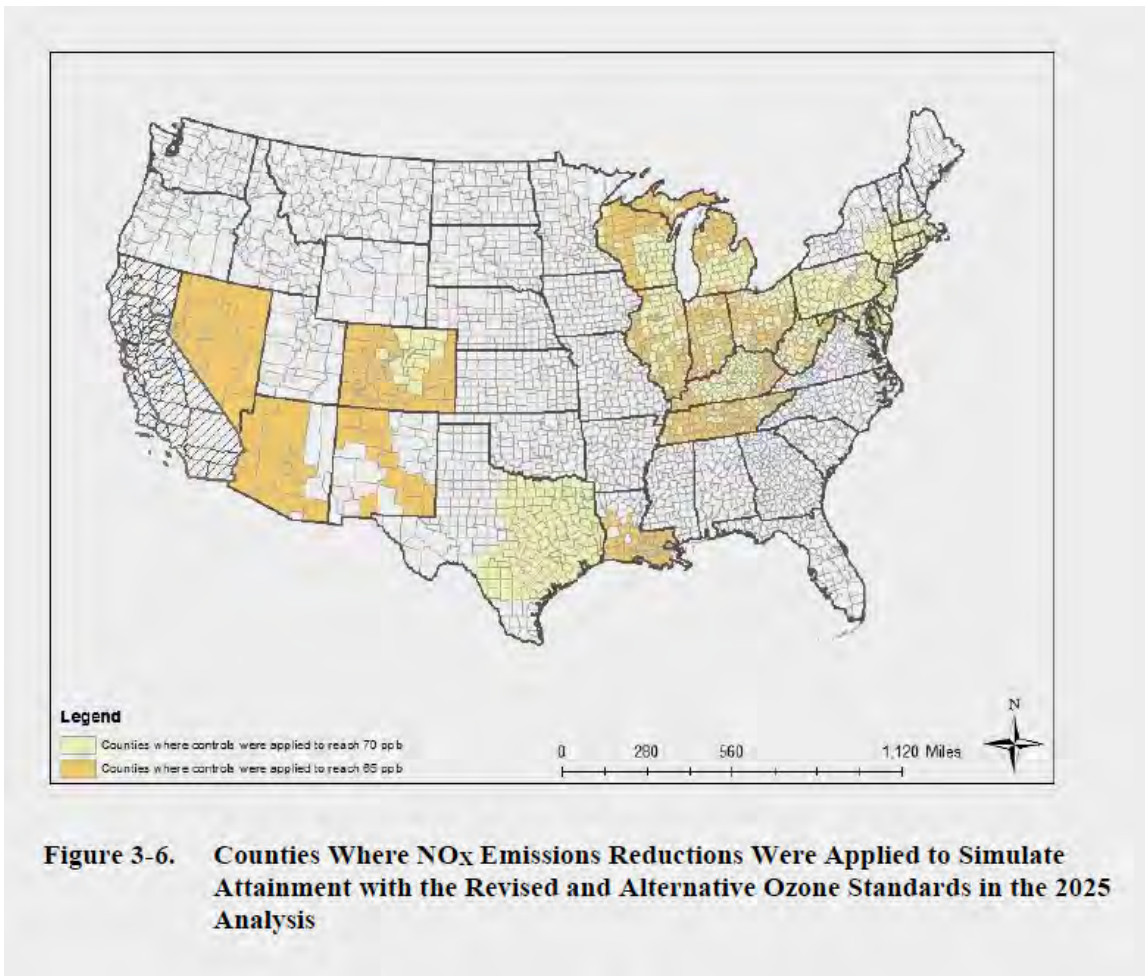 Legend
Counties where controls were applied to reach 70 ppb
Counties where controls were applied to reach 65 ppb
0 280 560 1,120 Miles
N
Figure 3-6. Counties Where NOx Emissions Reductions Were Applied to Simulate
Attainment with the Revised and Alternative Ozone Standards in the 2025
Analysis